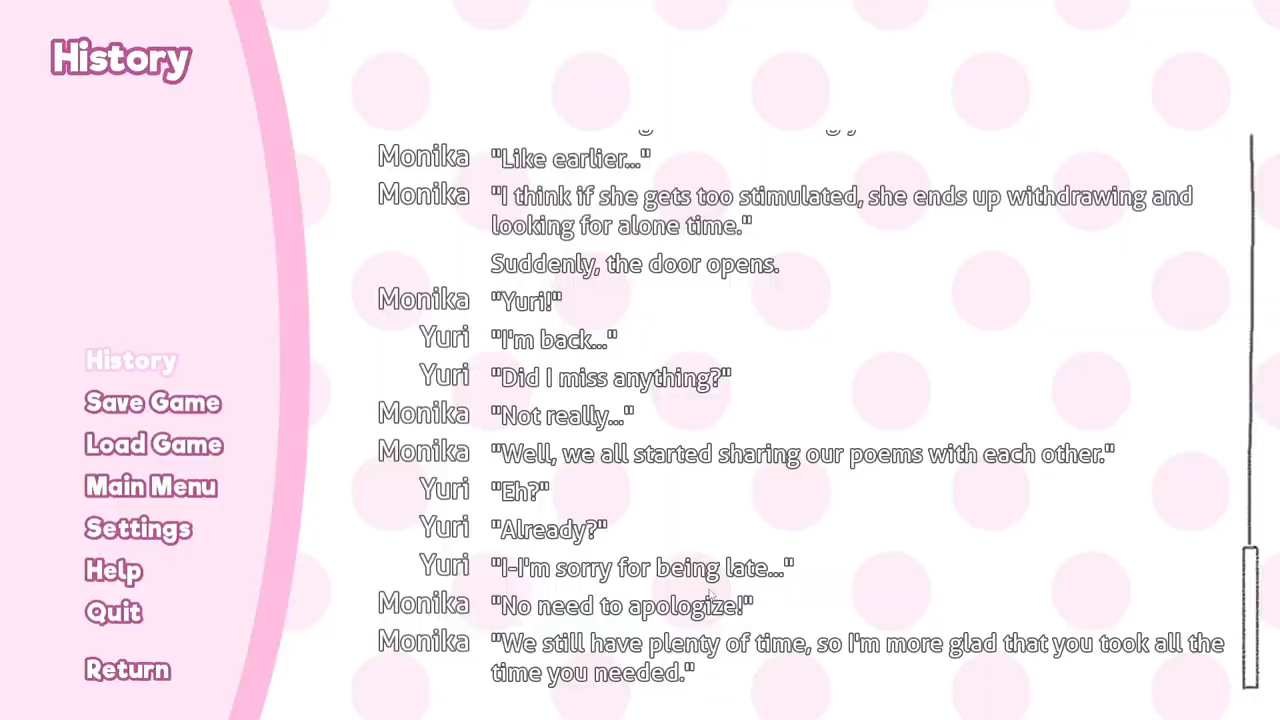 History
Monika "Like earlier..."
Monika "I think if she gets too stimulated, she ends up withdrawing and
looking for alone time."
Suddenly, the door opens.
Monika "Yuri!"
Yuri "I'm back..."
Yuri "Did I miss anything?"
Monika "Not really..."
Monika "Well, we all started sharing our poems with each other."
Yuri "Eh?"
Yuri "Already?"
Yuri "I-I'm sorry for being late..."
Monika "No need to apologize!"
Monika "We still have plenty of time, so I'm more glad that you took all the
time you needed."
History
Save Game
Load Game
Main Menu
Settings
Help
Quit
Return